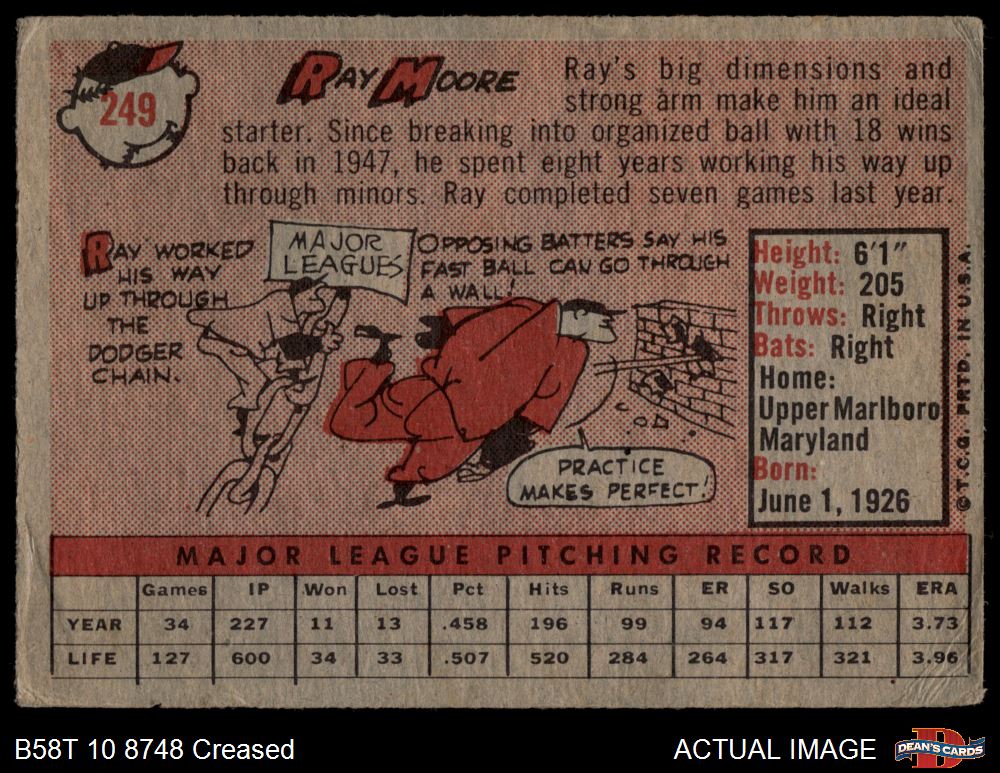 249
RAY MOORE
Ray's big dimensions and
strong arm make him an ideal
starter. Since breaking into organized ball with 18 wins
back in 1947, he spent eight years working his way up
through minors. Ray completed seven games last year.
RAY WORKED
HIS WAY
UP THROUGH
THE
DODGER
CHAIN.
MAJOR
LEAGUES
OPPOSING BATTERS SAY HIS
FAST BALL CAN GO THROUGH
A WALL!
PRACTICE
MAKES PERFECT!
Height: 6'1"
Weight: 205
Throws: Right
Bats: Right
Home:
Upper Marlboro
Maryland
Born:
June 1, 1926
©T.C.G. PRTD. IN U.S.A.
MAJOR LEAGUE PITCHING RECORD
Games IP Won Lost Pct Hits Runs ER SO Walks ERA
YEAR 34 227 11 13 .458 196 99 94 117 112 3.73
LIFE 127 600 34 33 .507 520 284 264 317 321 3.96
B58T 10 8748 Creased
ACTUAL IMAGE
DEAN'S CARDS